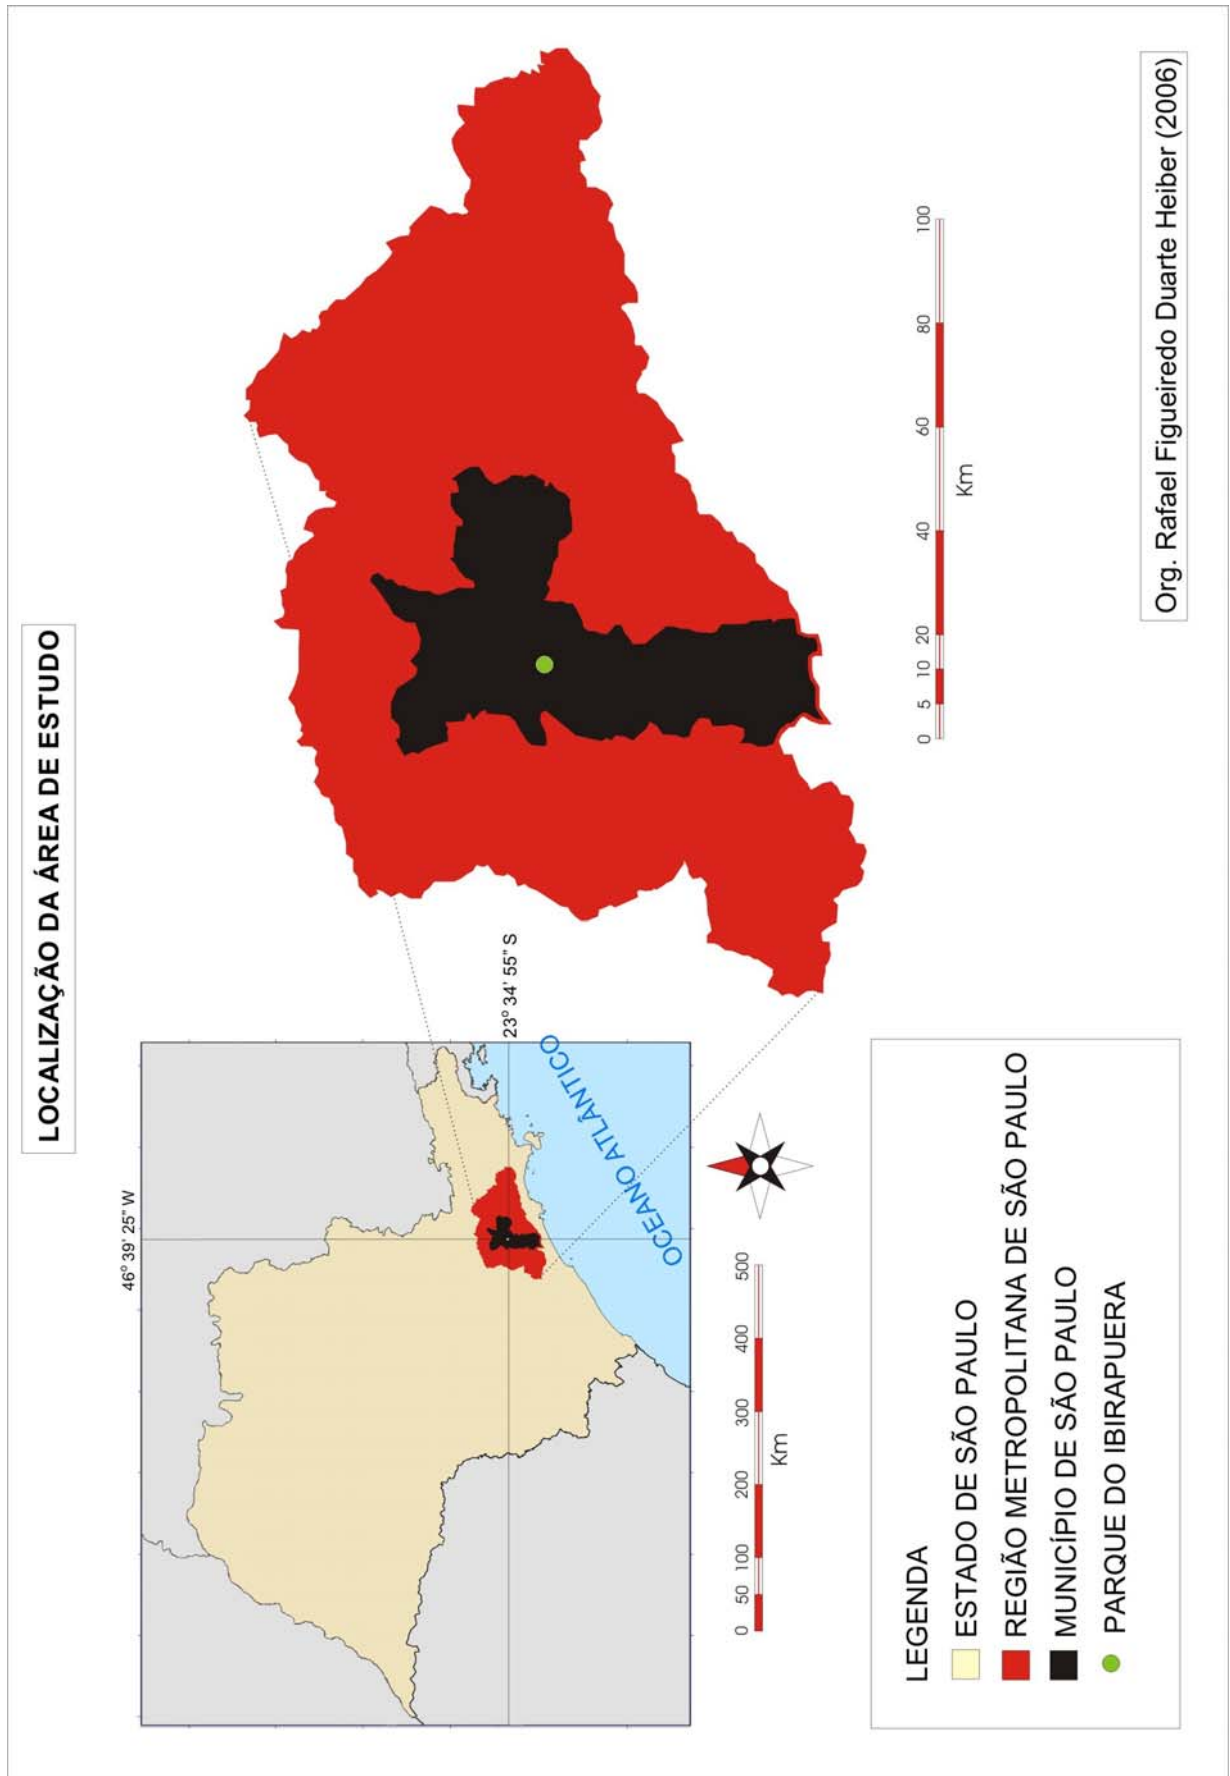 LOCALIZAÇÃO DA ÁREA DE ESTUDO
46° 39' 25" W
23° 34' 55" S
OCEANO ATLÂNTICO
0 50 100 200 300 400 500
Km
0 5 10 20 40 60 80 100
Km
LEGENDA
ESTADO DE SÃO PAULO
REGIÃO METROPOLITANA DE SÃO PAULO
MUNICÍPIO DE SÃO PAULO
PARQUE DO IBIRAPUERA
Org. Rafael Figueiredo Duarte Heiber (2006)